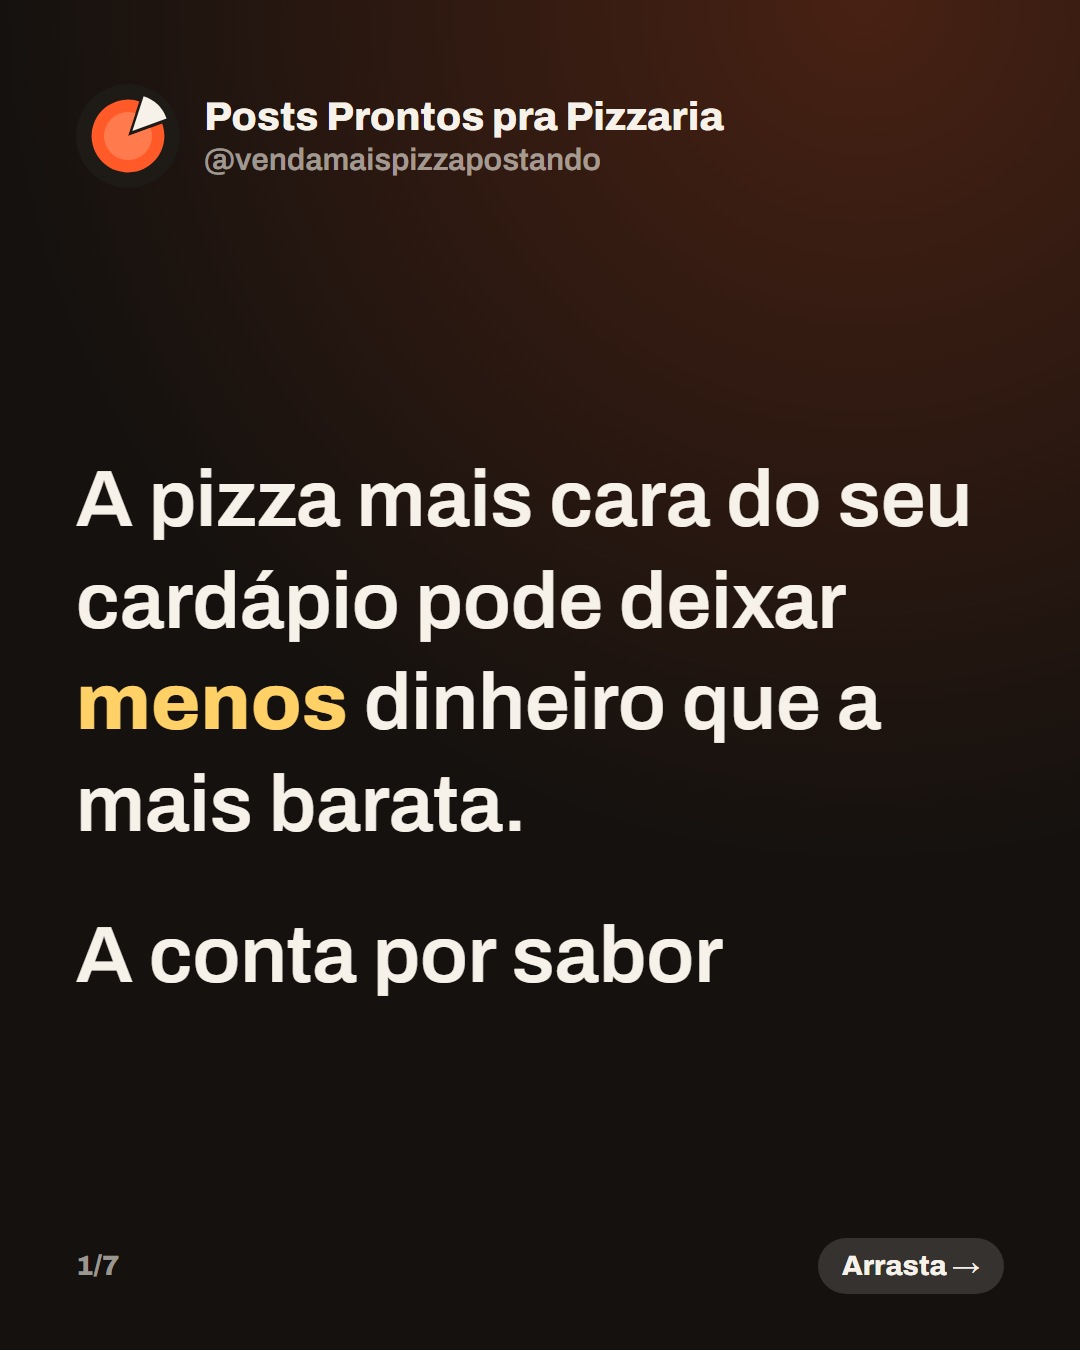 Posts Prontos pra Pizzaria
@vendamaispizzapostando
A pizza mais cara do seu
cardápio pode deixar
menos dinheiro que a
mais barata.
A conta por sabor
1/7
Arrasta →